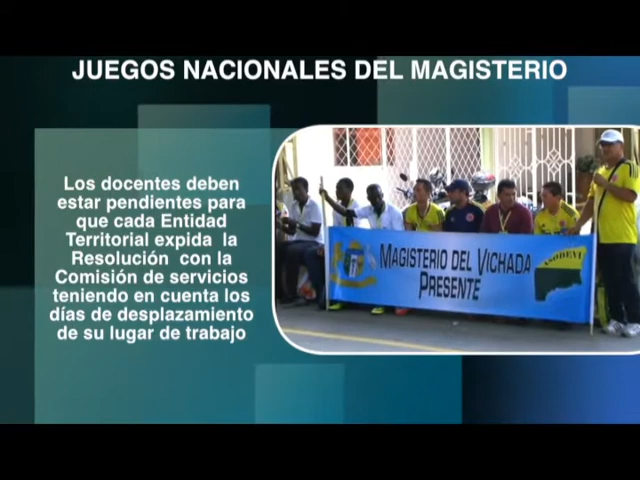 JUEGOS NACIONALES DEL MAGISTERIO
Los docentes deben
estar pendientes para
que cada Entidad
Territorial expida la
Resolución con la
Comisión de servicios
teniendo en cuenta los
días de desplazamiento
de su lugar de trabajo
MAGISTERIO DEL VICHADA
PRESENTE
ASODEVI